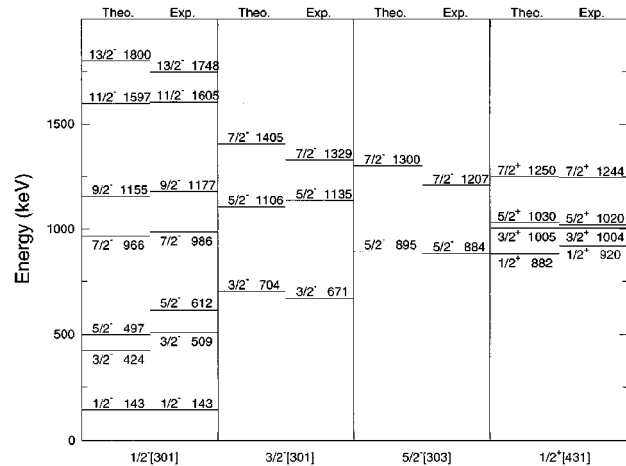 Theo. Exp. Theo. Exp. Theo. Exp. Theo. Exp.
13/2⁻ 1800
13/2⁻ 1748
11/2⁻ 1597 11/2⁻ 1605
1500
7/2⁻ 1405
7/2⁻ 1329
7/2⁻ 1300
7/2⁺ 1250 7/2⁺ 1244
7/2⁻ 1207
9/2⁻ 1155 9/2⁻ 1177
5/2⁻ 1106 5/2⁻ 1135
5/2⁺ 1030 5/2⁺ 1020
1000
3/2⁺ 1005 3/2⁺ 1004
7/2⁻ 966 7/2⁻ 986
5/2⁻ 895 5/2⁻ 884
1/2⁺ 882 1/2⁺ 920
3/2⁻ 704 3/2⁻ 671
5/2⁻ 612
500
5/2⁻ 497
3/2⁻ 509
3/2⁻ 424
1/2⁻ 143 1/2⁻ 143
0
Energy (keV)
1/2⁻[301] 3/2⁻[301] 5/2⁻[303] 1/2⁺[431]